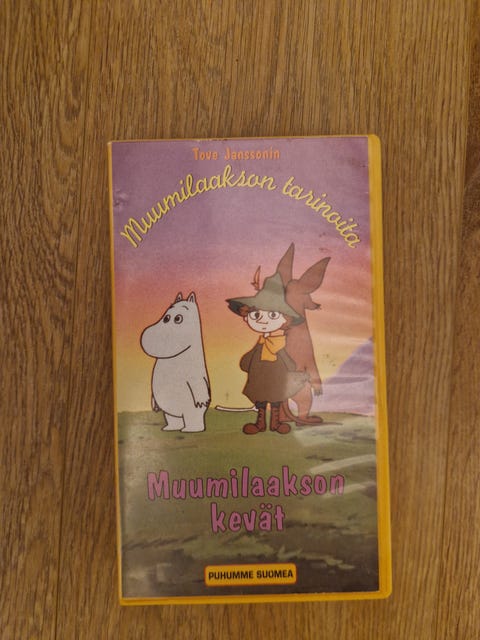 Tove Janssonin
Muumilaakson tarinoita
Muumilaakson
kevät
PUHUMME SUOMEA